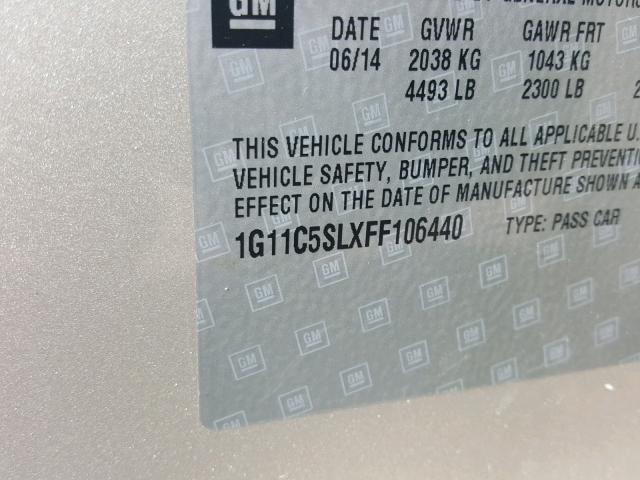 GM
GENERAL MOTORS
DATE GVWR GAWR FRT
06/14 2038 KG 1043 KG
4493 LB 2300 LB
THIS VEHICLE CONFORMS TO ALL APPLICABLE U.
VEHICLE SAFETY, BUMPER, AND THEFT PREVENTI
EFFECT ON THE DATE OF MANUFACTURE SHOWN A
1G11C5SLXFF106440 TYPE: PASS CAR